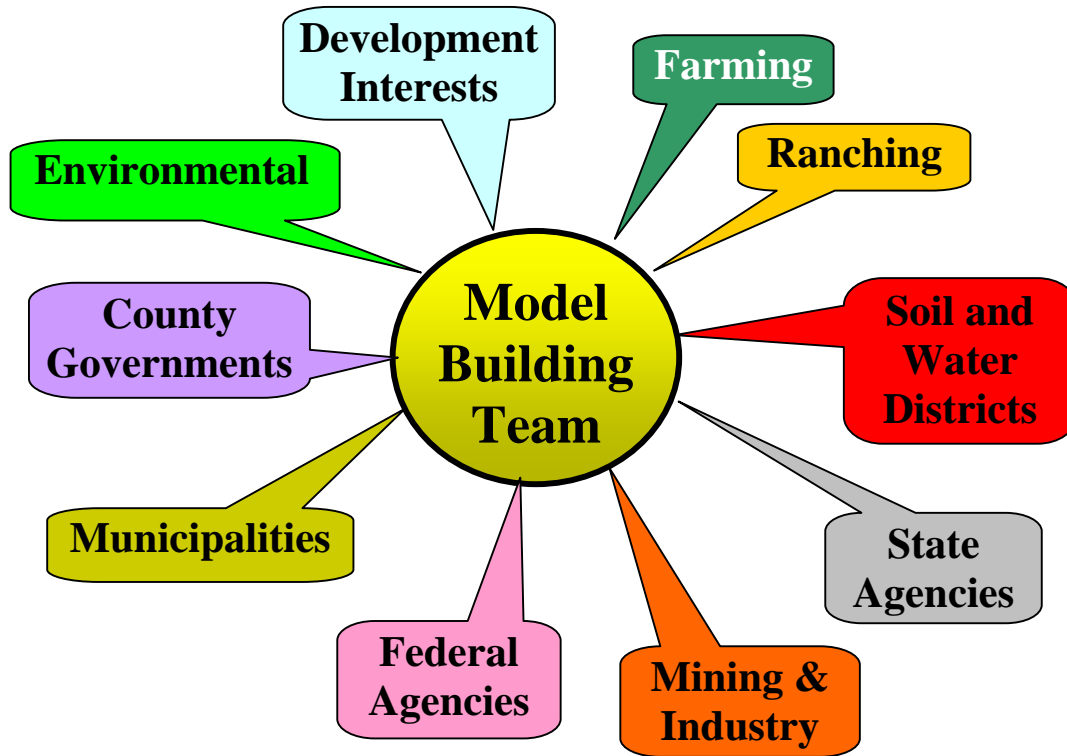 Development
Interests
Farming
Ranching
Environmental
County
Governments
Model
Building
Team
Soil and
Water
Districts
Municipalities
State
Agencies
Federal
Agencies
Mining &
Industry